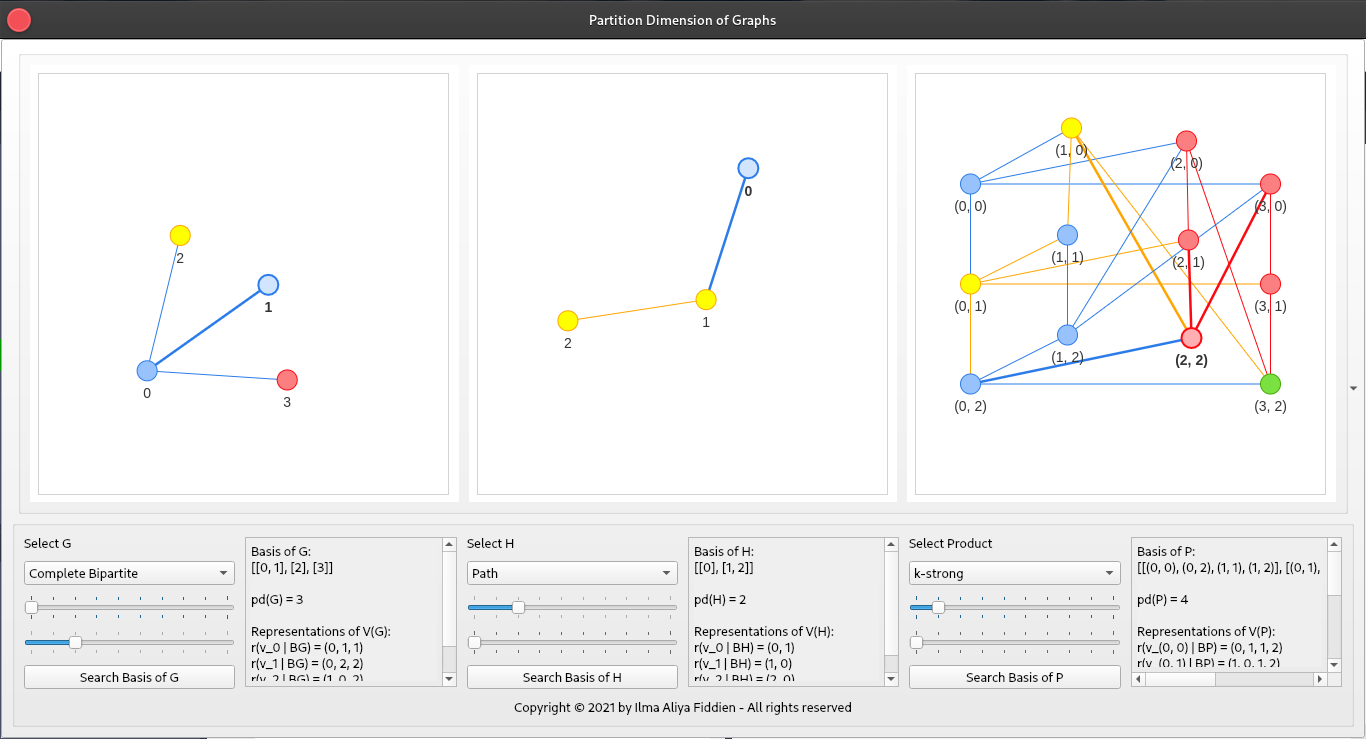 Partition Dimension of Graphs
2
1
0
3
0
1
2
(1, 0)
(2, 0)
(0, 0)
(3, 0)
(1, 1)
(2, 1)
(0, 1)
(3, 1)
(1, 2)
(2, 2)
(0, 2)
(3, 2)
Select G
Complete Bipartite
Search Basis of G
Basis of G:
[[0, 1], [2], [3]]
pd(G) = 3
Representations of V(G):
r(v_0 | BG) = (0, 1, 1)
r(v_1 | BG) = (0, 2, 2)
r(v_2 | BG) = (1, 0, 2)
Select H
Path
Search Basis of H
Basis of H:
[[0], [1, 2]]
pd(H) = 2
Representations of V(H):
r(v_0 | BH) = (0, 1)
r(v_1 | BH) = (1, 0)
r(v_2 | BH) = (2, 0)
Select Product
k-strong
Search Basis of P
Basis of P:
[[(0, 0), (0, 2), (1, 1), (1, 2)], [(0, 1),
pd(P) = 4
Representations of V(P):
r(v_(0, 0) | BP) = (0, 1, 1, 2)
r(v_(0, 1) | BP) = (1, 0, 1, 2)
Copyright © 2021 by Ilma Aliya Fiddien - All rights reserved